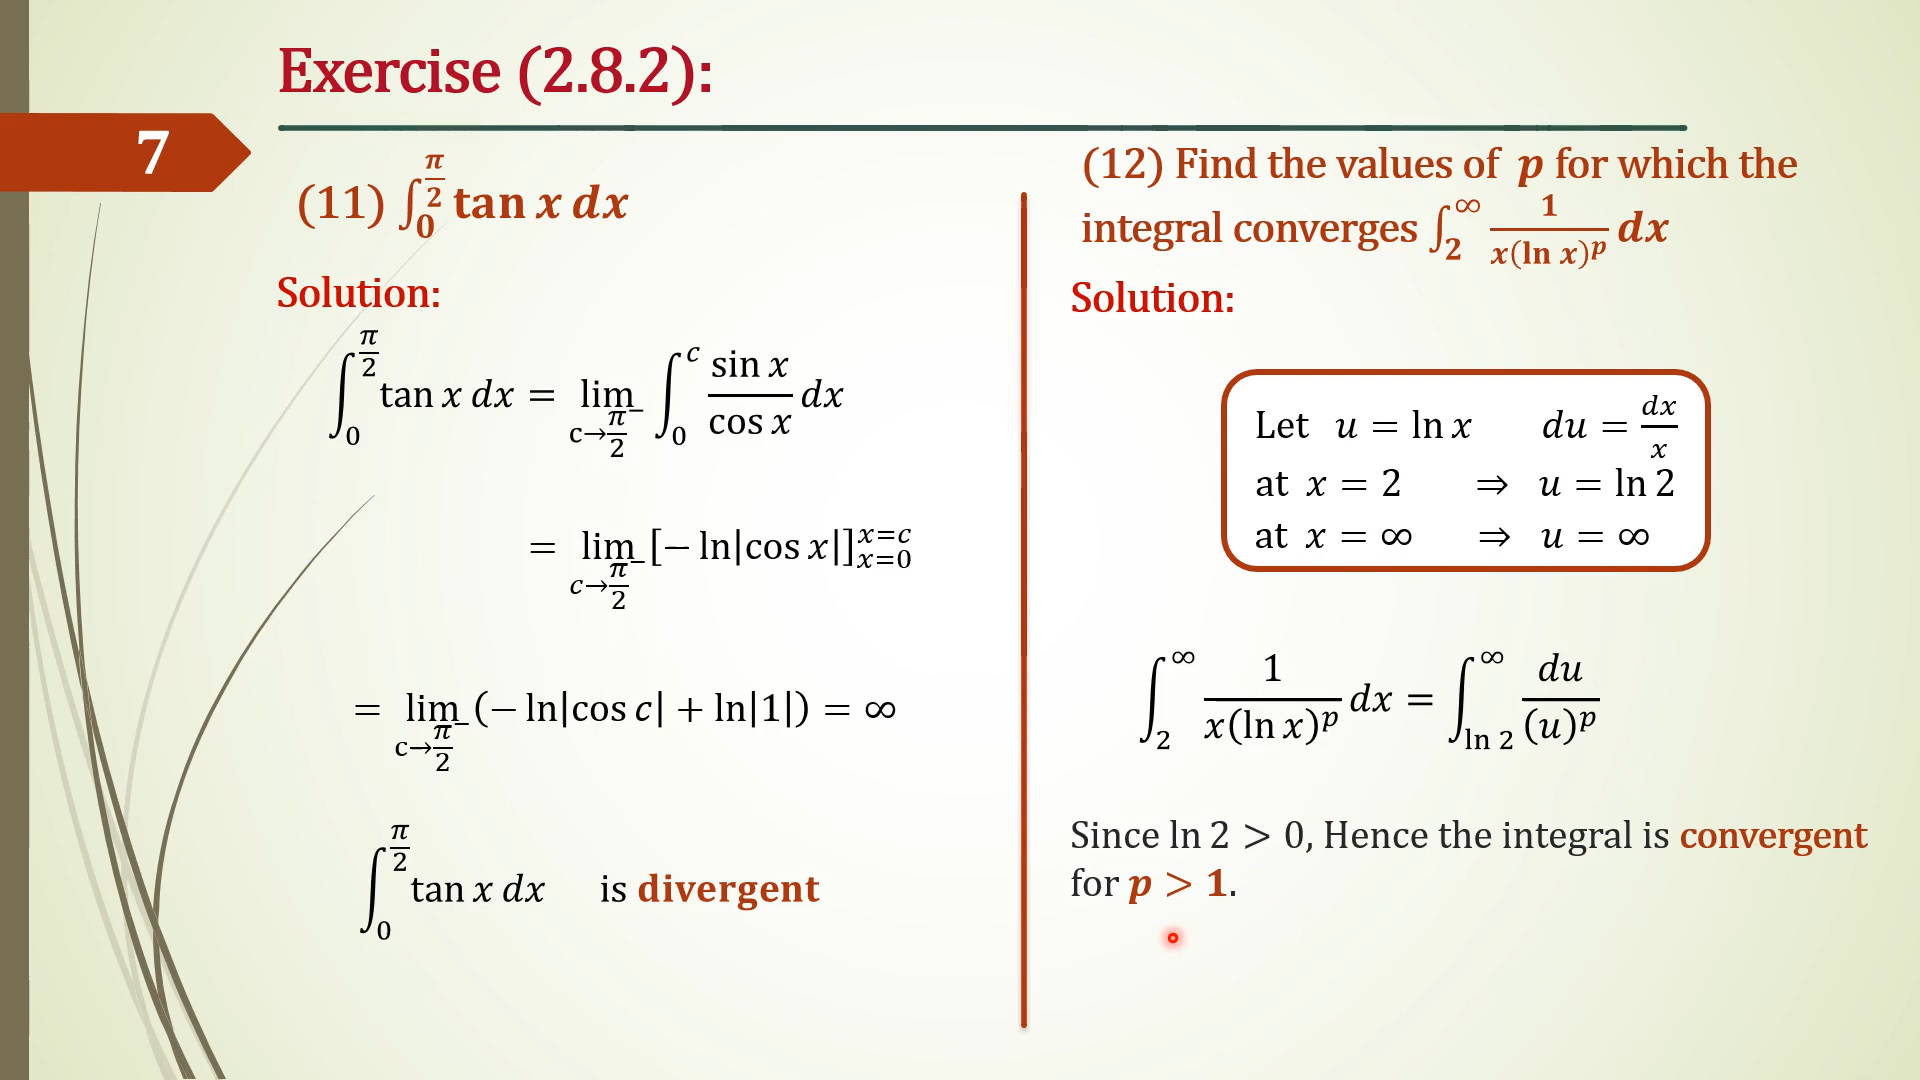 Exercise (2.8.2):
7
(11) ∫₀^(π/2) tan x dx
Solution:
∫₀^(π/2) tan x dx = lim_(c→π/2⁻) ∫₀^c (sin x / cos x) dx
= lim_(c→π/2⁻) [− ln|cos x|]_(x=0)^(x=c)
= lim_(c→π/2⁻) (− ln|cos c| + ln|1|) = ∞
∫₀^(π/2) tan x dx is divergent
(12) Find the values of p for which the
integral converges ∫₂^∞ 1/(x(ln x)^p) dx
Solution:
Let u = ln x du = dx/x
at x = 2 ⇒ u = ln 2
at x = ∞ ⇒ u = ∞
∫₂^∞ 1/(x(ln x)^p) dx = ∫_(ln 2)^∞ du/(u)^p
Since ln 2 > 0, Hence the integral is convergent
for p > 1.